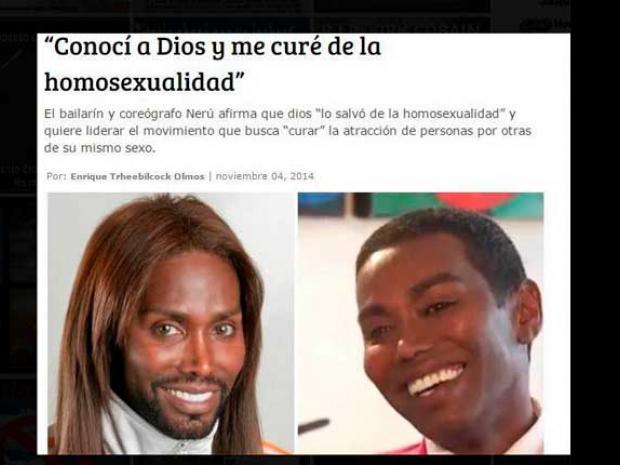 “Conocí a Dios y me curé de la
homosexualidad”
El bailarín y coreógrafo Nerú afirma que dios “lo salvó de la homosexualidad” y
quiere liderar el movimiento que busca “curar” la atracción de personas por otras
de su mismo sexo.
Por: Enrique Trheebilcock Olmos | noviembre 04, 2014